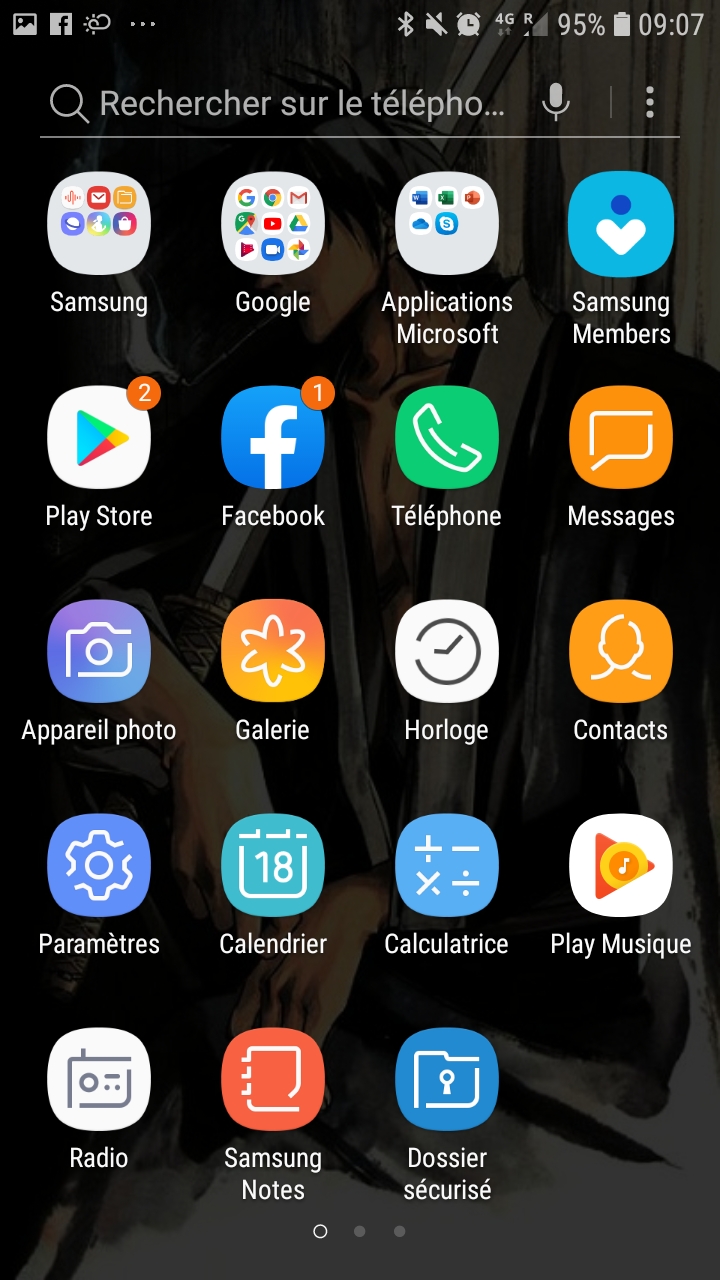 4G R 95% 09:07
Rechercher sur le télépho...
Samsung Google Applications Microsoft Samsung Members
2 1
Play Store Facebook Téléphone Messages
Appareil photo Galerie Horloge Contacts
18
Paramètres Calendrier Calculatrice Play Musique
Radio Samsung Notes Dossier sécurisé